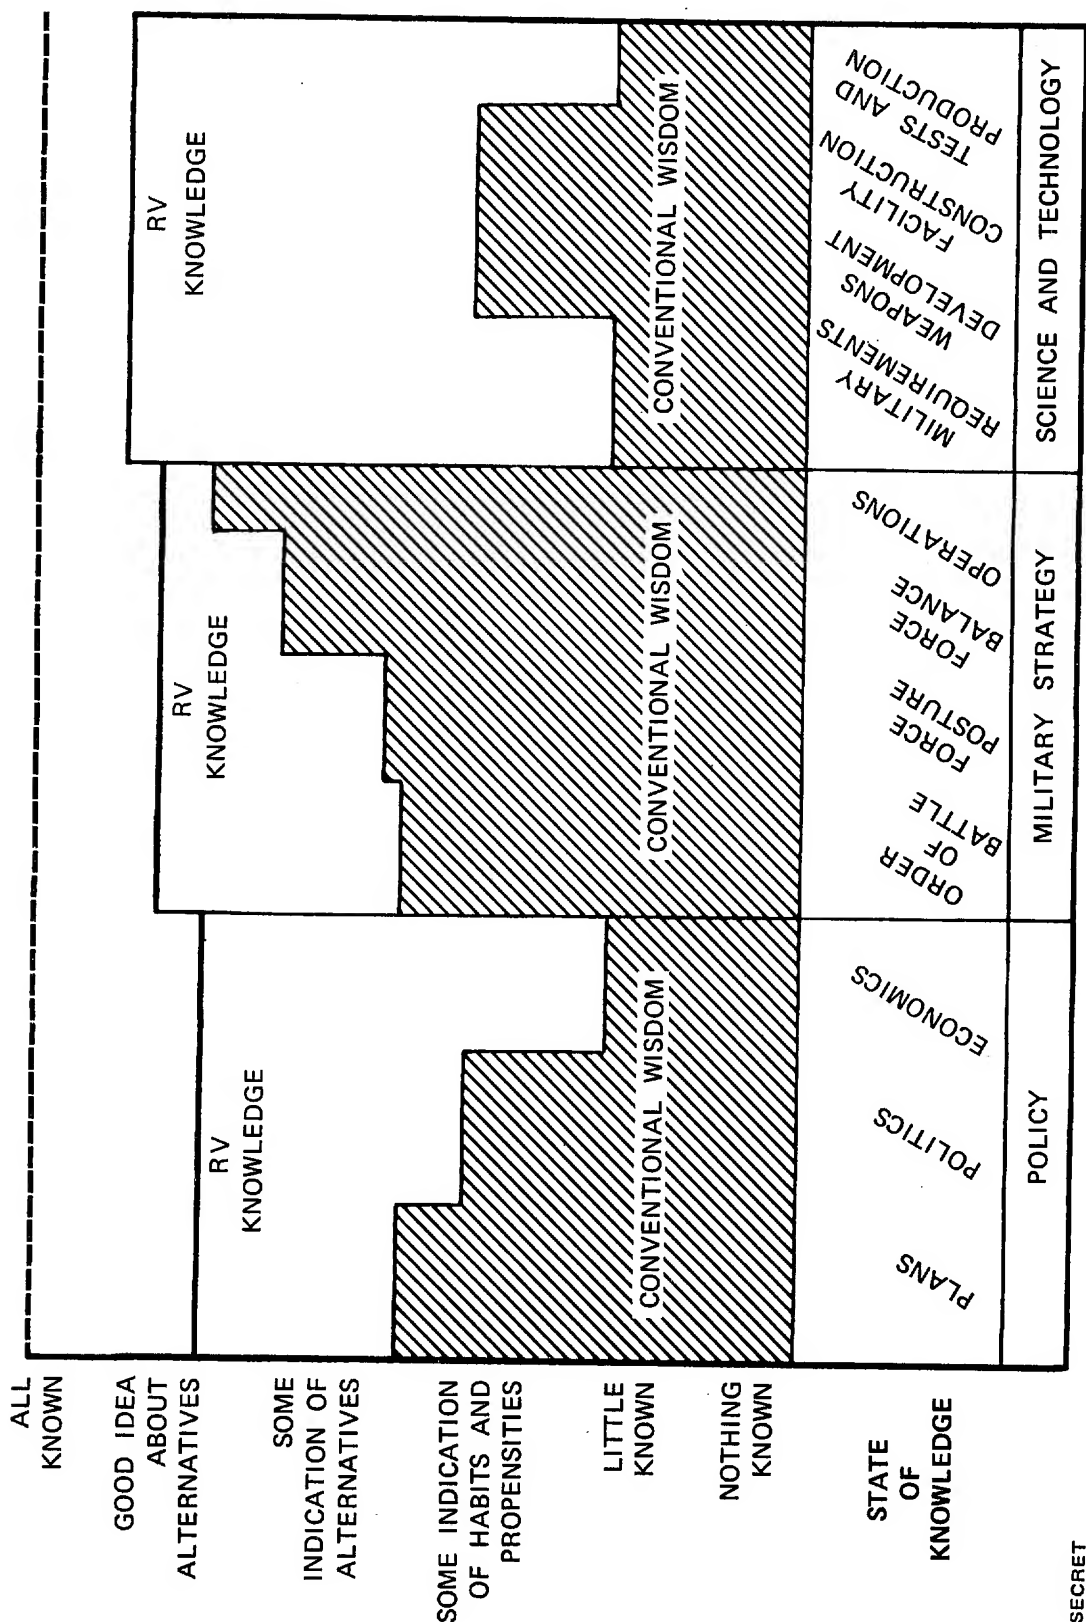 ALL
KNOWN
GOOD IDEA
ABOUT
ALTERNATIVES
SOME
INDICATION OF
ALTERNATIVES
SOME INDICATION
OF HABITS AND
PROPENSITIES
LITTLE
KNOWN
NOTHING
KNOWN
STATE
OF
KNOWLEDGE
RV
KNOWLEDGE
CONVENTIONAL WISDOM
PLANS
POLITICS
ECONOMICS
POLICY
RV
KNOWLEDGE
CONVENTIONAL WISDOM
ORDER
OF
BATTLE
FORCE
POSTURE
FORCE
BALANCE
OPERATIONS
MILITARY STRATEGY
RV
KNOWLEDGE
CONVENTIONAL WISDOM
MILITARY
REQUIREMENTS
WEAPONS
DEVELOPMENT
FACILITY
CONSTRUCTION
TESTS AND
PRODUCTION
SCIENCE AND TECHNOLOGY
SECRET